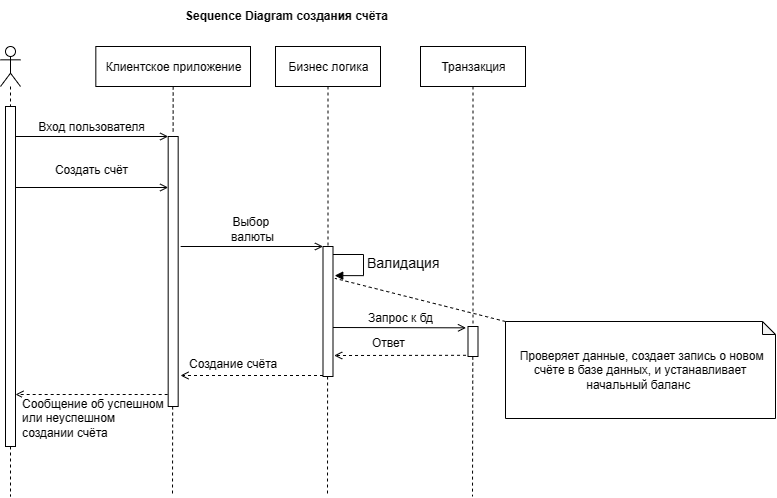 Sequence Diagram создания счёта
Клиентское приложение
Бизнес логика
Транзакция
Вход пользователя
Создать счёт
Выбор
валюты
Валидация
Запрос к бд
Ответ
Проверяет данные, создает запись о новом
счёте в базе данных, и устанавливает
начальный баланс
Создание счёта
Сообщение об успешном
или неуспешном
создании счёта